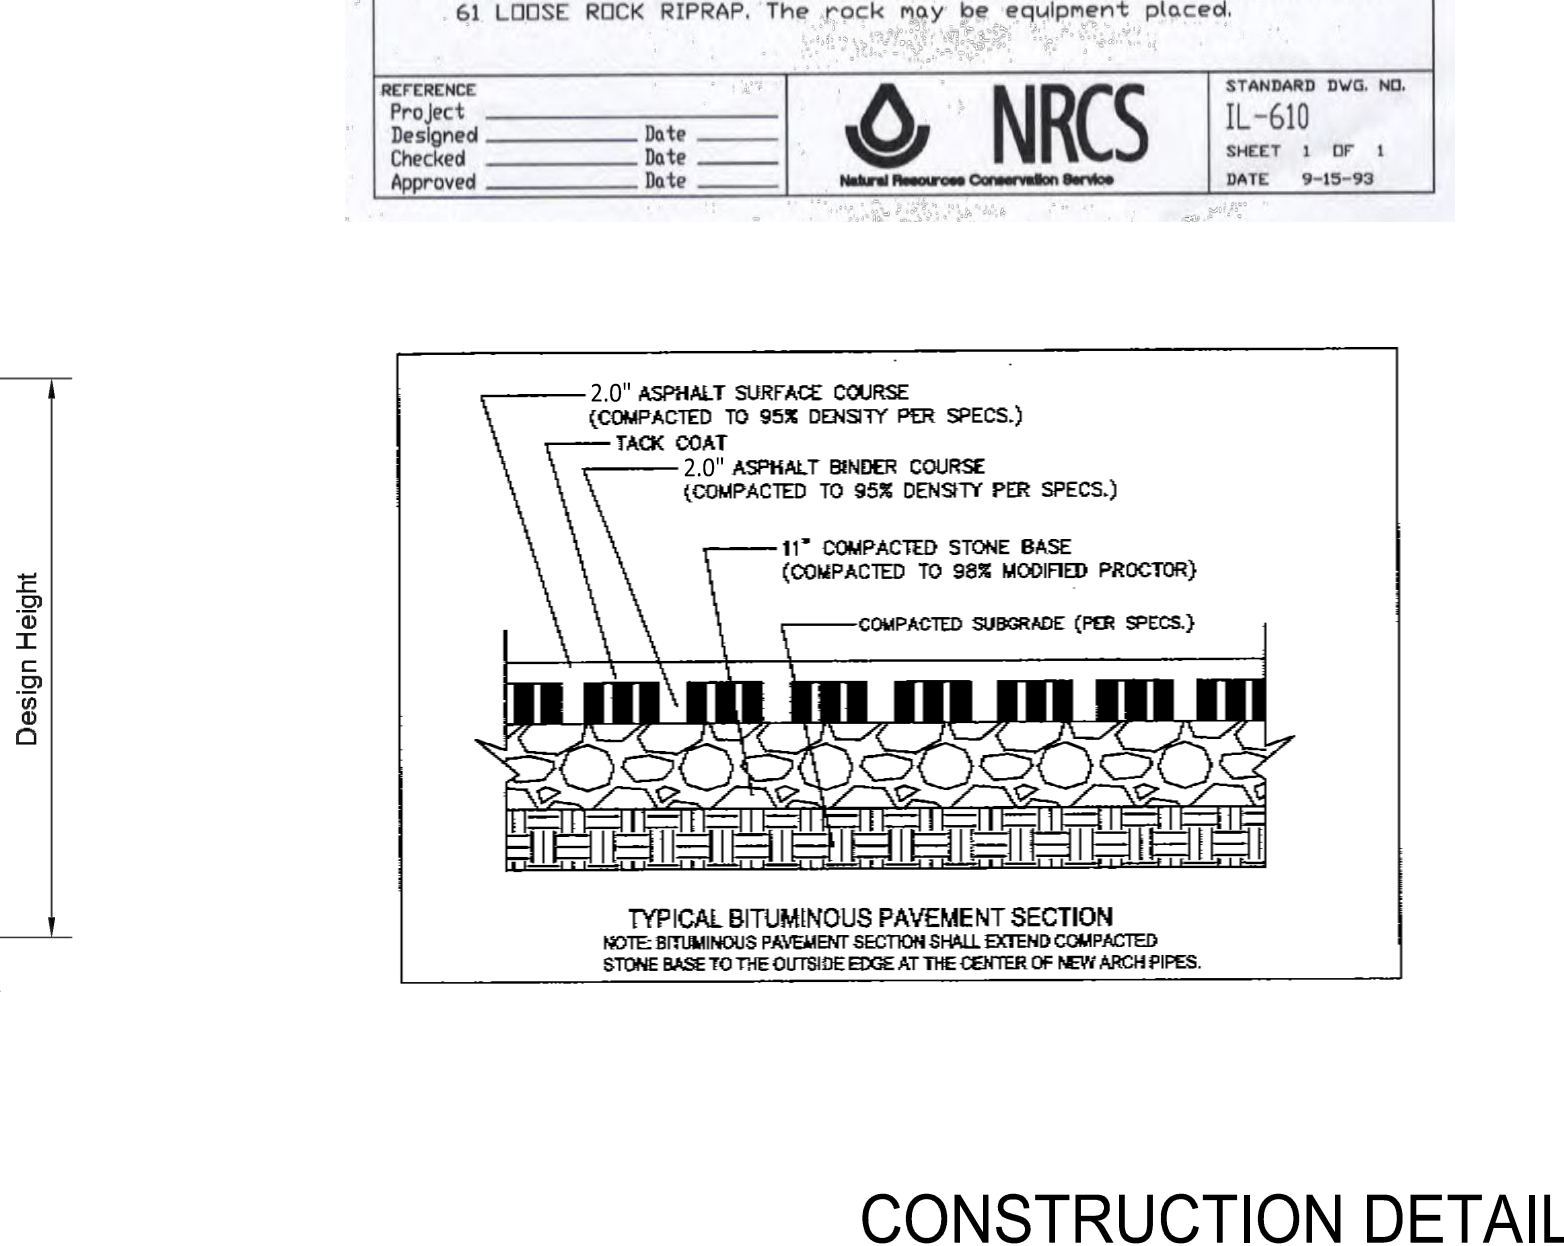 61 LOOSE ROCK RIPRAP. The rock may be equipment placed.
REFERENCE
Project
Designed Date
Checked Date
Approved Date
NRCS
Natural Resources Conservation Service
STANDARD DWG. NO.
IL-610
SHEET 1 OF 1
DATE 9-15-93
Design Height
2.0" ASPHALT SURFACE COURSE
(COMPACTED TO 95% DENSITY PER SPECS.)
TACK COAT
2.0" ASPHALT BINDER COURSE
(COMPACTED TO 95% DENSITY PER SPECS.)
11" COMPACTED STONE BASE
(COMPACTED TO 98% MODIFIED PROCTOR)
COMPACTED SUBGRADE (PER SPECS.)
TYPICAL BITUMINOUS PAVEMENT SECTION
NOTE: BITUMINOUS PAVEMENT SECTION SHALL EXTEND COMPACTED
STONE BASE TO THE OUTSIDE EDGE AT THE CENTER OF NEW ARCH PIPES.
CONSTRUCTION DETAIL